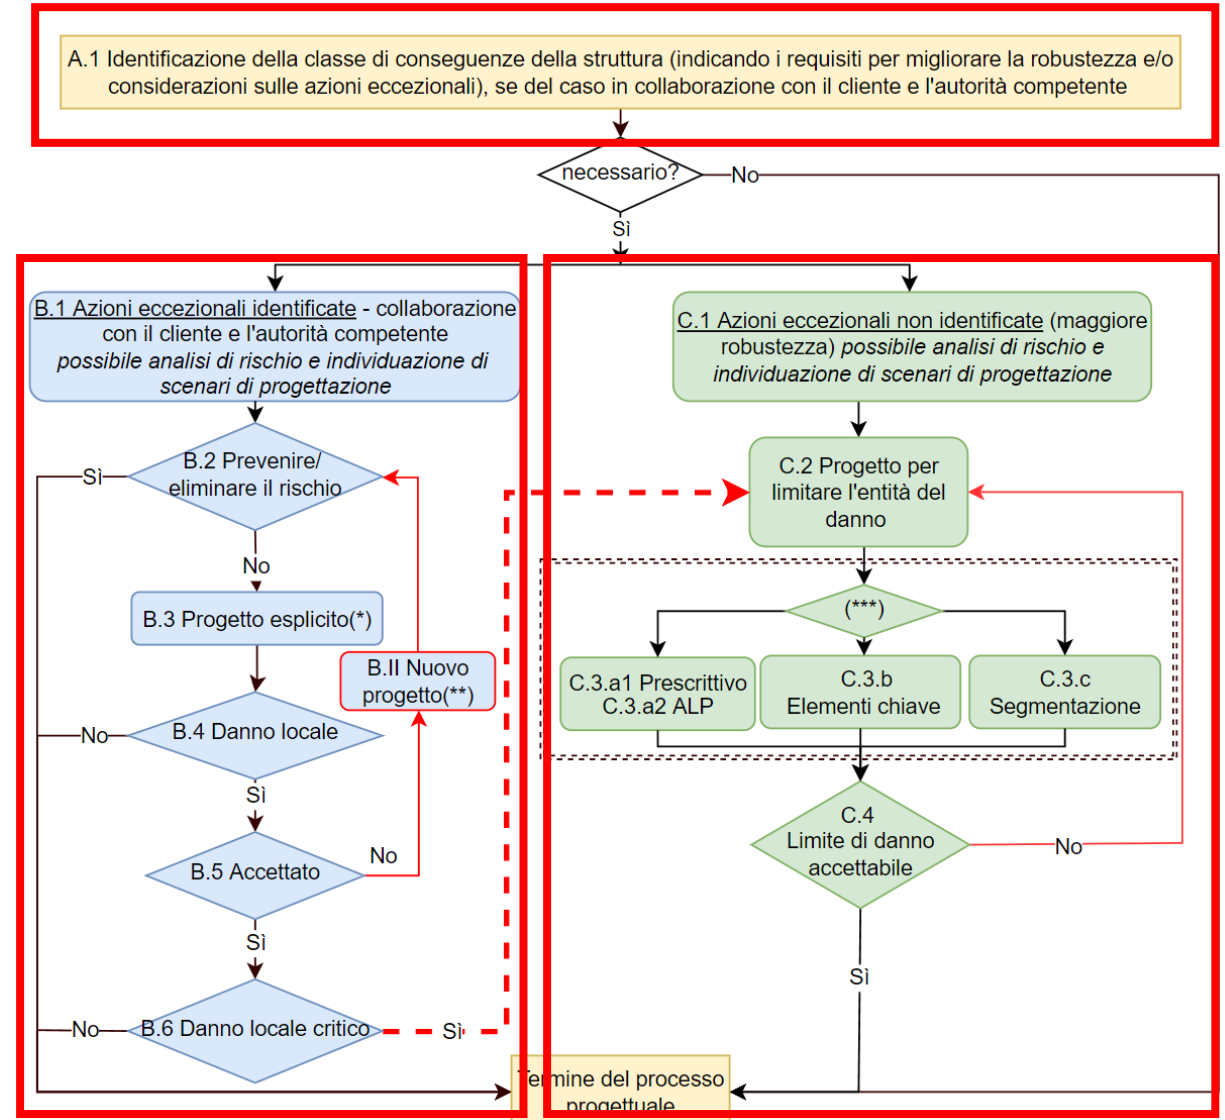 A.1 Identificazione della classe di conseguenze della struttura (indicando i requisiti per migliorare la robustezza e/o
considerazioni sulle azioni eccezionali), se del caso in collaborazione con il cliente e l'autorità competente
necessario?
No
Sì
B.1 Azioni eccezionali identificate - collaborazione
con il cliente e l'autorità competente
possibile analisi di rischio e individuazione di
scenari di progettazione
B.2 Prevenire/
eliminare il rischio
Sì
No
B.3 Progetto esplicito(*)
B.II Nuovo
progetto(**)
B.4 Danno locale
No
Sì
B.5 Accettato
No
Sì
B.6 Danno locale critico
No
Sì
C.1 Azioni eccezionali non identificate (maggiore
robustezza) possibile analisi di rischio e
individuazione di scenari di progettazione
C.2 Progetto per
limitare l'entità del
danno
(***)
C.3.a1 Prescrittivo
C.3.a2 ALP
C.3.b
Elementi chiave
C.3.c
Segmentazione
C.4
Limite di danno
accettabile
No
Sì
Termine del processo
progettuale